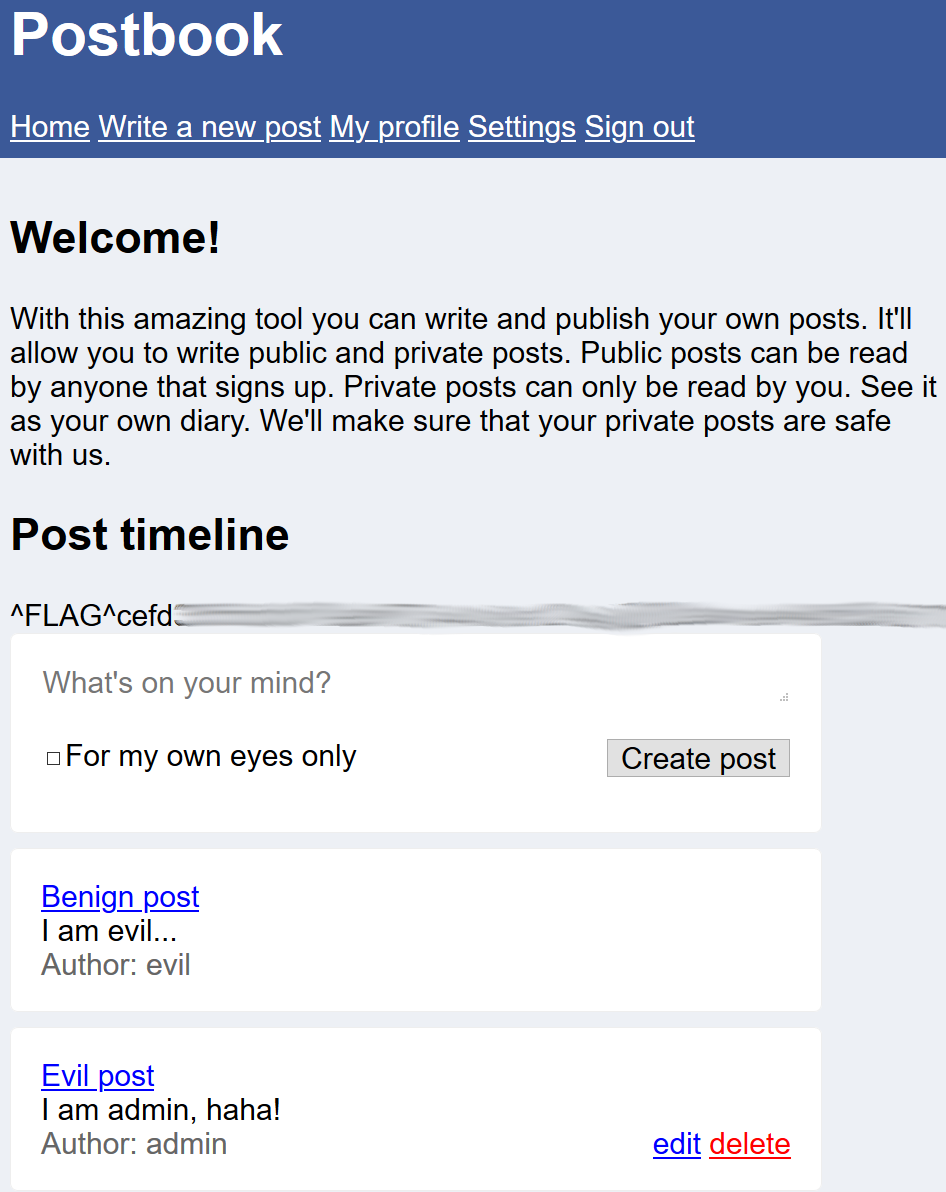 Postbook
Home Write a new post My profile Settings Sign out
Welcome!
With this amazing tool you can write and publish your own posts. It'll
allow you to write public and private posts. Public posts can be read
by anyone that signs up. Private posts can only be read by you. See it
as your own diary. We'll make sure that your private posts are safe
with us.
Post timeline
^FLAG^cefd
What's on your mind?
For my own eyes only Create post
Benign post
I am evil...
Author: evil
Evil post
I am admin, haha!
Author: admin edit delete